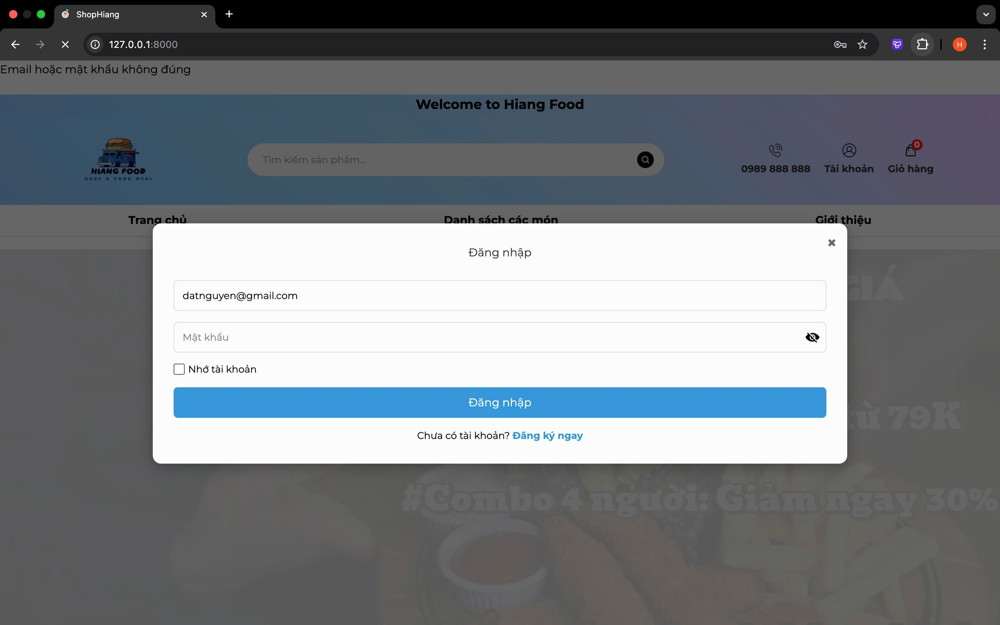 ShopHiang
127.0.0.1:8000
H
Email hoặc mật khẩu không đúng
Welcome to Hiang Food
HIANG FOOD
HAVE A GOOD MEAL
Tìm kiếm sản phẩm...
0989 888 888
Tài khoản
0
Giỏ hàng
Trang chủ
Danh sách các món
Giới thiệu
Đăng nhập
GIÁ
datnguyen@gmail.com
Mật khẩu
Nhớ tài khoản
Đăng nhập
từ 79K
Chưa có tài khoản? Đăng ký ngay
#Combo 4 người: Giảm ngay 30%